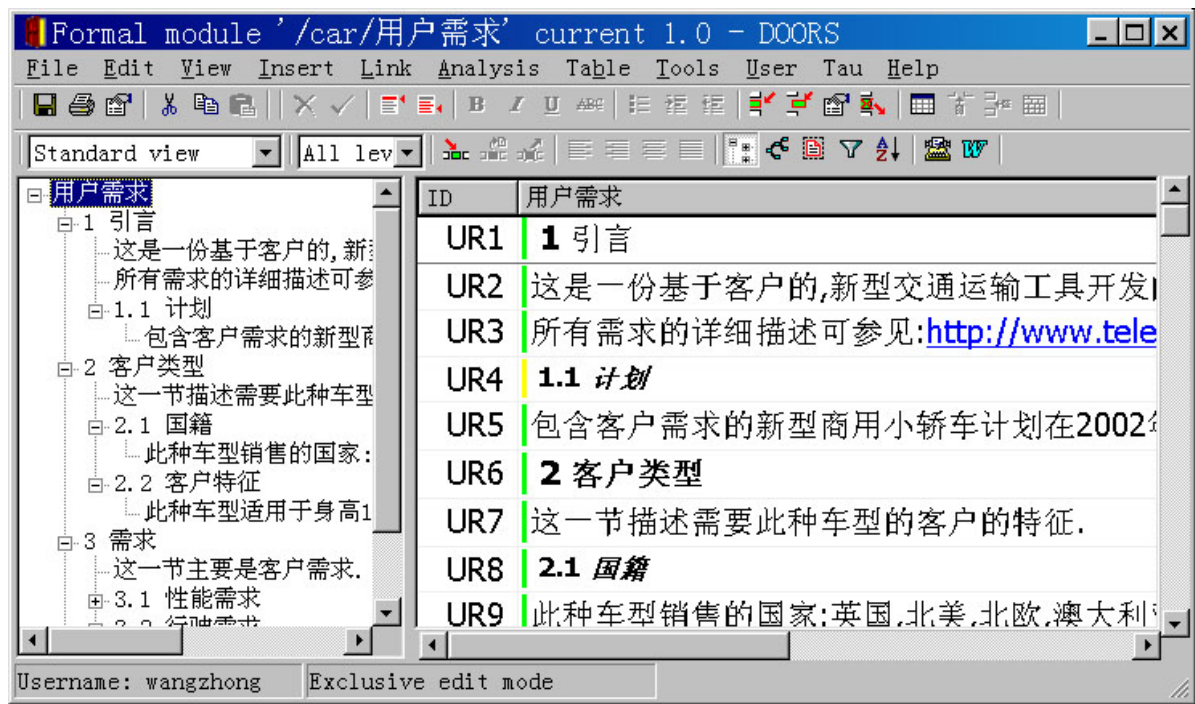 Formal module '/car/用户需求' current 1.0 - DOORS
File Edit View Insert Link Analysis Table Tools User Tau Help
B I U ABC
Standard view All lev
用户需求
1 引言
这是一份基于客户的,新
所有需求的详细描述可参
1.1 计划
包含客户需求的新型商
2 客户类型
这一节描述需要此种车型
2.1 国籍
此种车型销售的国家:
2.2 客户特征
此种车型适用于身高1
3 需求
这一节主要是客户需求.
3.1 性能需求
ID 用户需求
UR1 1 引言
UR2 这是一份基于客户的,新型交通运输工具开发
UR3 所有需求的详细描述可参见:http://www.tele
UR4 1.1 计划
UR5 包含客户需求的新型商用小轿车计划在2002年
UR6 2 客户类型
UR7 这一节描述需要此种车型的客户的特征.
UR8 2.1 国籍
UR9 此种车型销售的国家:英国,北美,北欧,澳大利
Username: wangzhong Exclusive edit mode